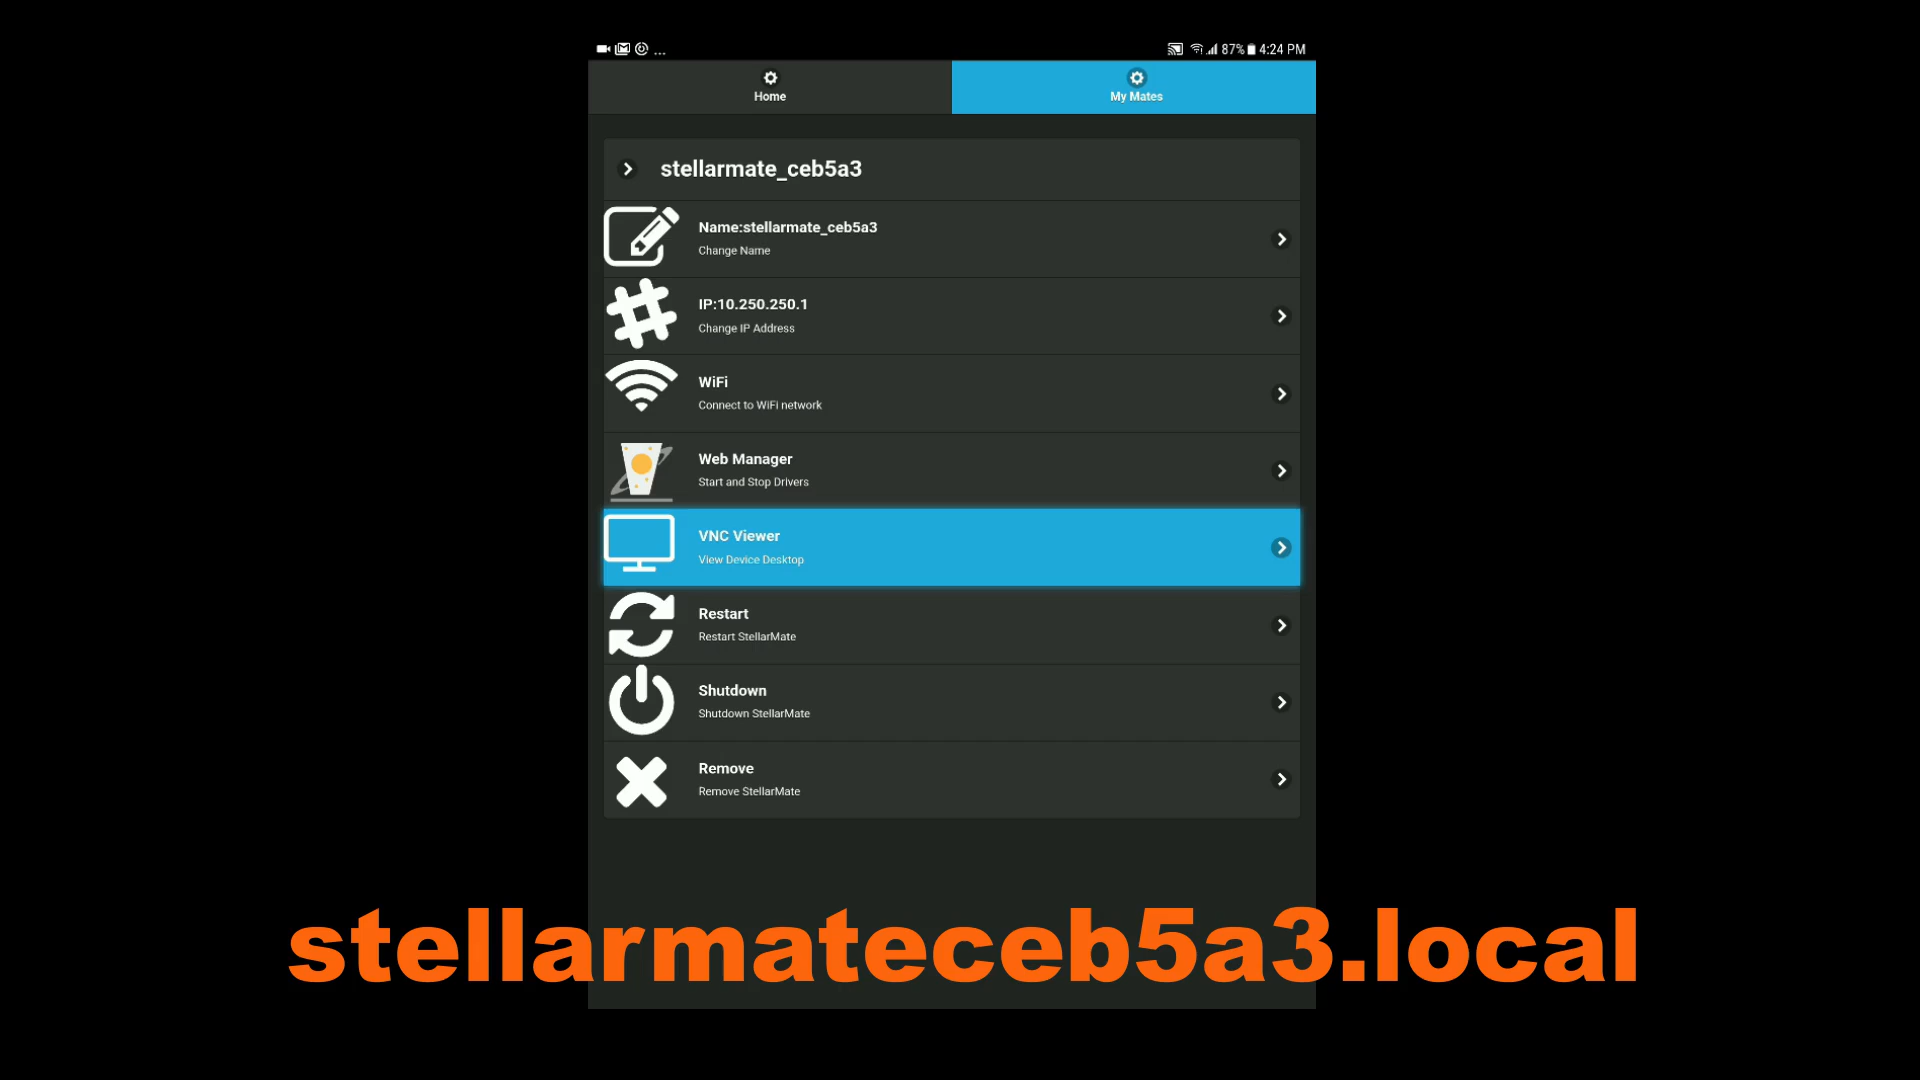 ... 87% 4:24 PM
Home
My Mates
stellarmate_ceb5a3
Name:stellarmate_ceb5a3
Change Name
IP:10.250.250.1
Change IP Address
WiFi
Connect to WiFi network
Web Manager
Start and Stop Drivers
VNC Viewer
View Device Desktop
Restart
Restart StellarMate
Shutdown
Shutdown StellarMate
Remove
Remove StellarMate
stellarmateceb5a3.local